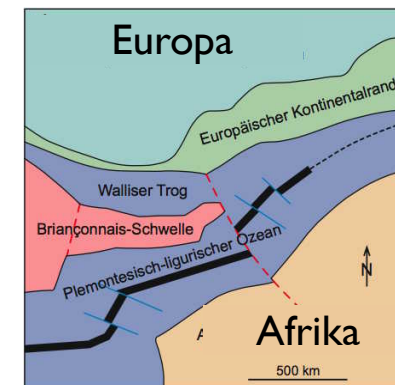 Europa
Europäischer Kontinentalrand
Walliser Trog
Briançonnais-Schwelle
Piemontesisch-ligurischer Ozean
N
Afrika
500 km